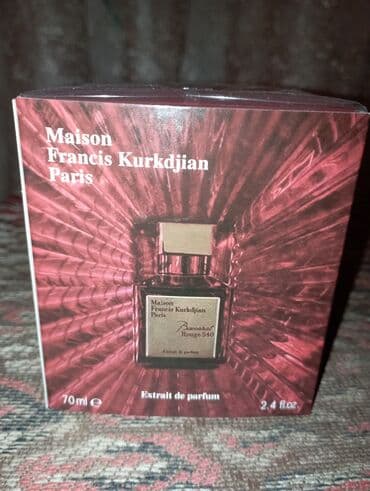 Maison
Francis Kurkdjian
Paris
Maison
Francis Kurkdjian
Paris
Baccarat
Rouge 540
Extrait de parfum
Extrait de parfum
70ml e 2.4 fl.oz.